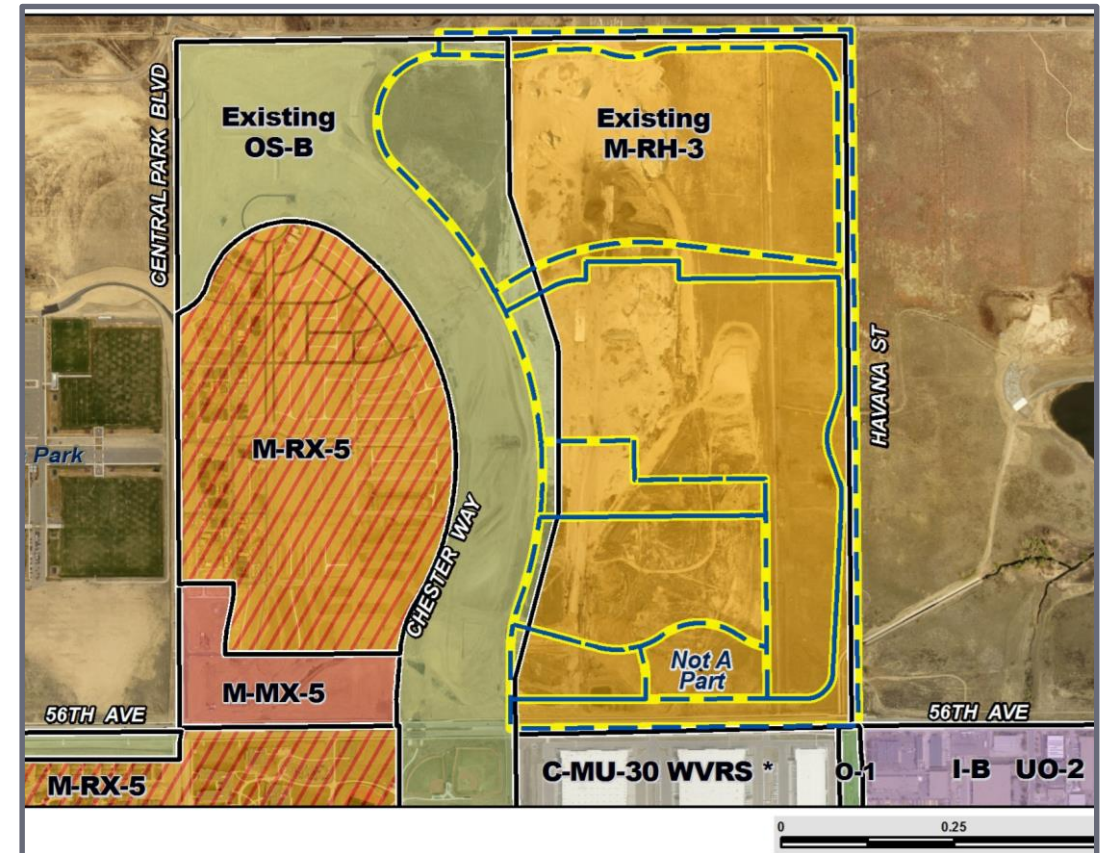 CENTRAL PARK BLVD
Existing
OS-B
Existing
M-RH-3
HAVANA ST
Park
M-RX-5
CHESTER WAY
Not A
Part
M-MX-5
56TH AVE
56TH AVE
M-RX-5
C-MU-30 WVRS *
O-1
I-B
UO-2
0
0.25